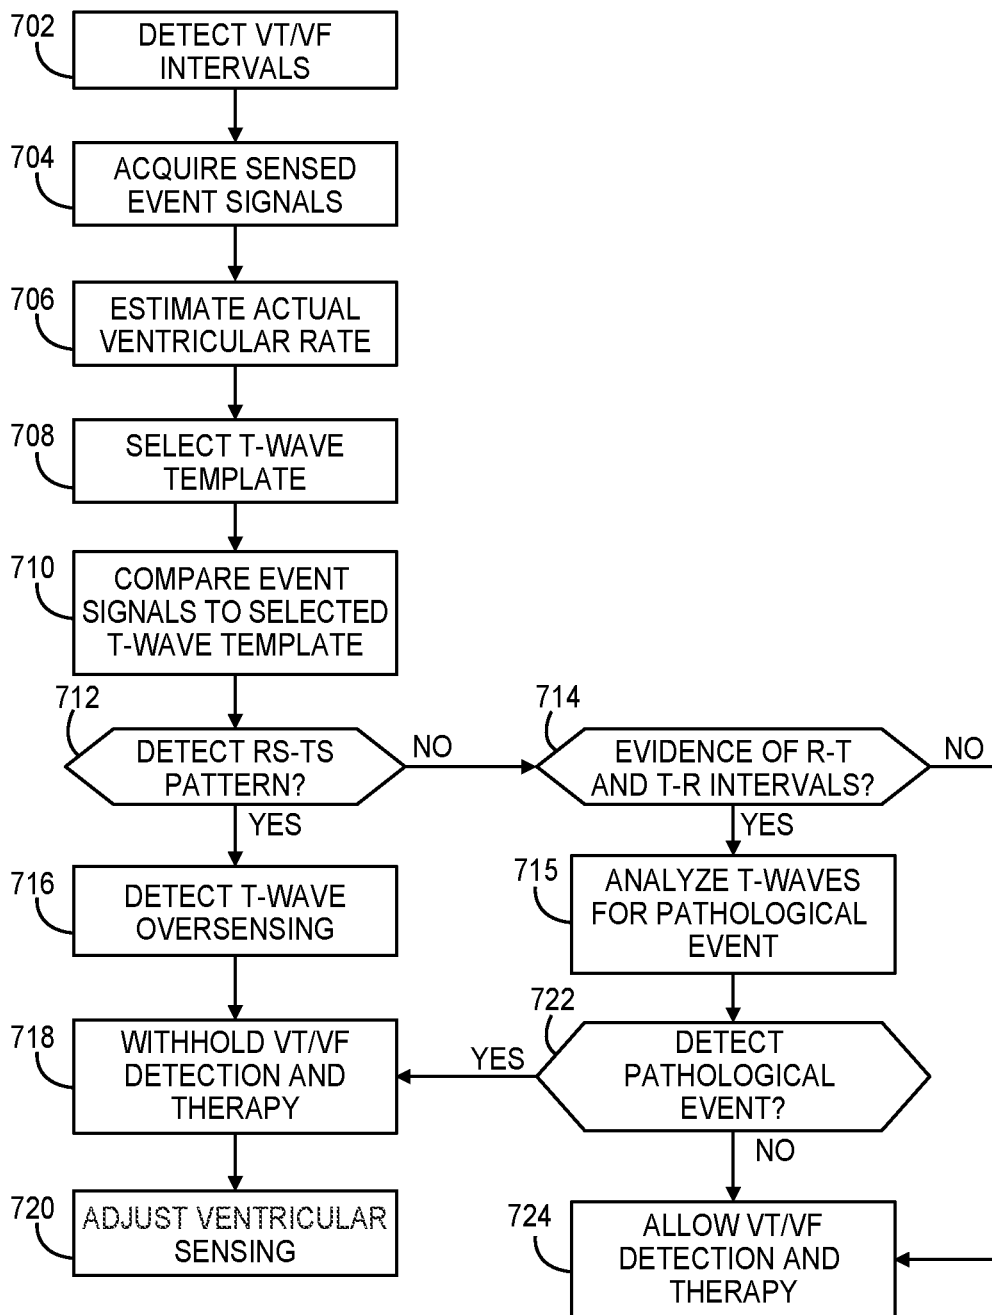 702
DETECT VT/VF
INTERVALS
704
ACQUIRE SENSED
EVENT SIGNALS
706
ESTIMATE ACTUAL
VENTRICULAR RATE
708
SELECT T-WAVE
TEMPLATE
710
COMPARE EVENT
SIGNALS TO SELECTED
T-WAVE TEMPLATE
712
DETECT RS-TS
PATTERN?
NO
YES
714
EVIDENCE OF R-T
AND T-R INTERVALS?
NO
YES
716
DETECT T-WAVE
OVERSENSING
715
ANALYZE T-WAVES
FOR PATHOLOGICAL
EVENT
718
WITHHOLD VT/VF
DETECTION AND
THERAPY
722
DETECT
PATHOLOGICAL
EVENT?
YES
NO
720
ADJUST VENTRICULAR
SENSING
724
ALLOW VT/VF
DETECTION AND
THERAPY